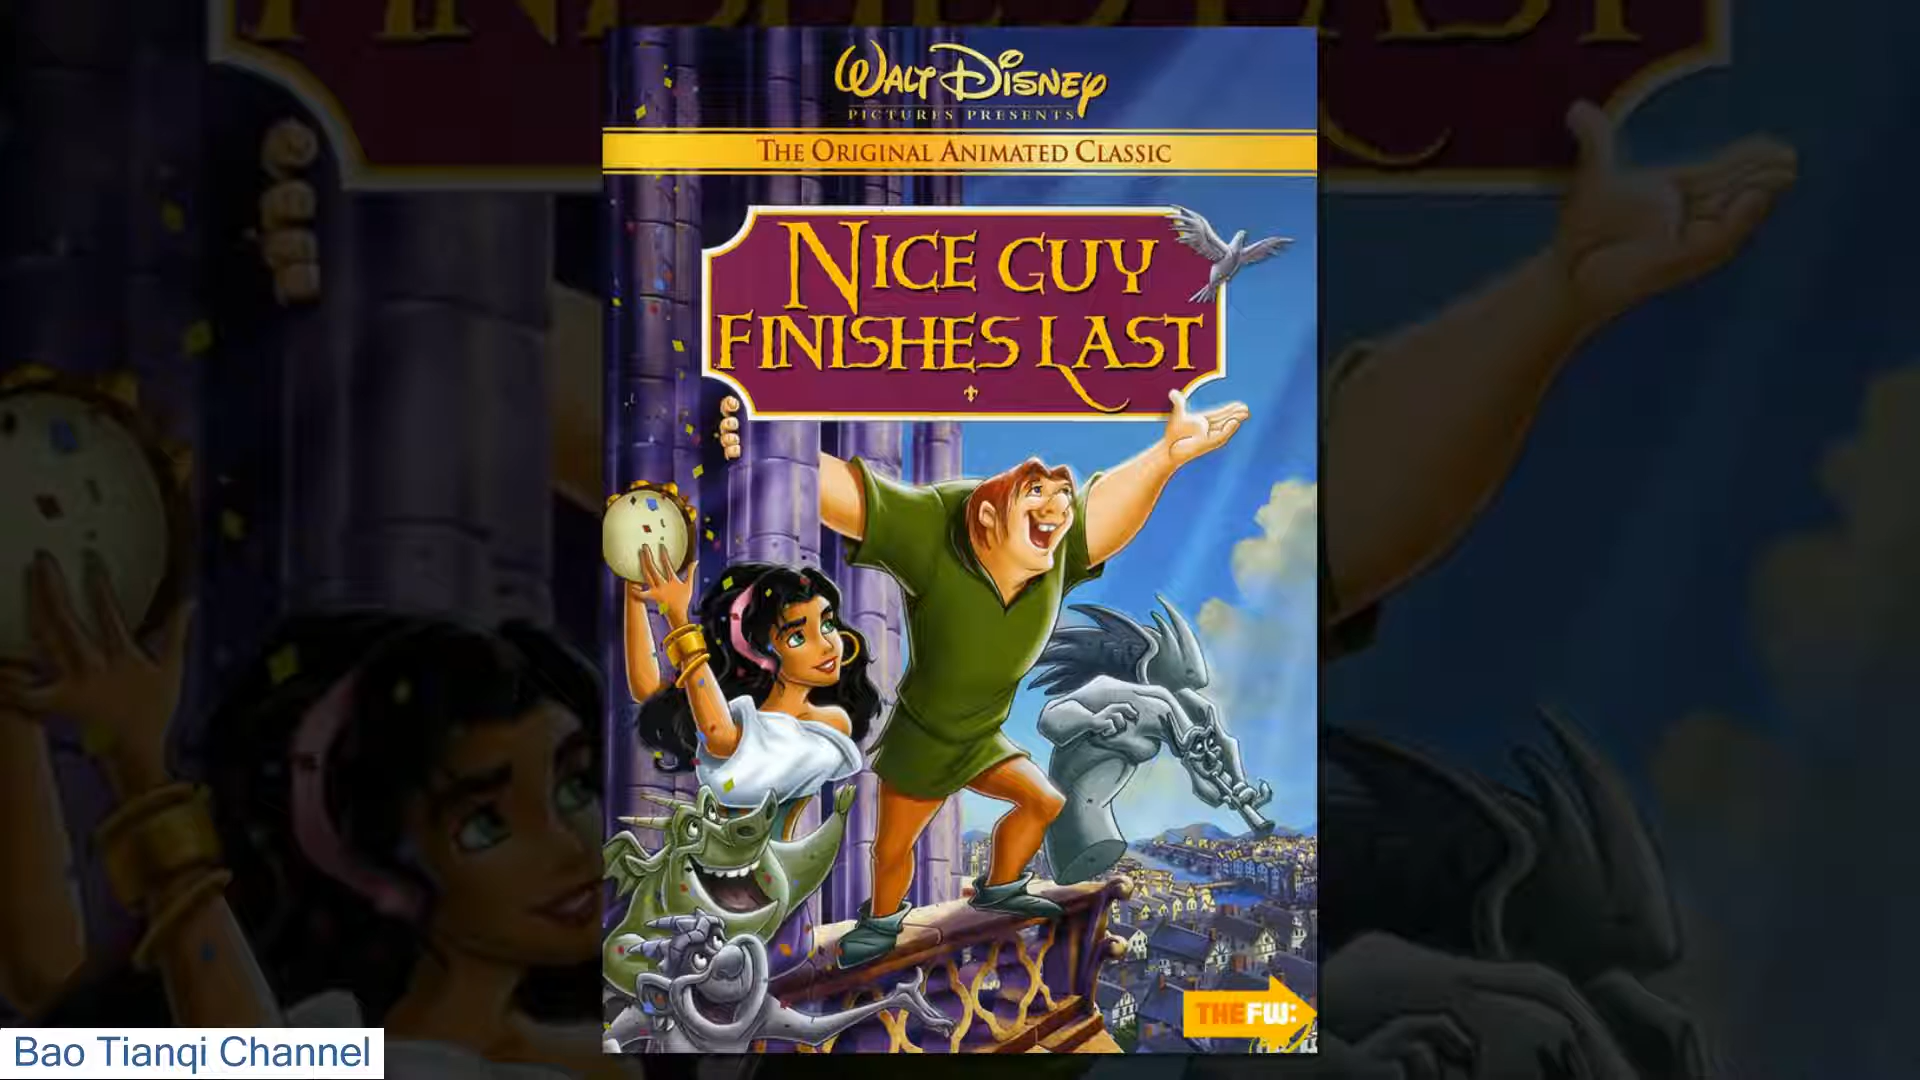 WALT DISNEY
PICTURES PRESENTS
THE ORIGINAL ANIMATED CLASSIC
NICE GUY
FINISHES LAST
THEFW:
Bao Tianqi Channel